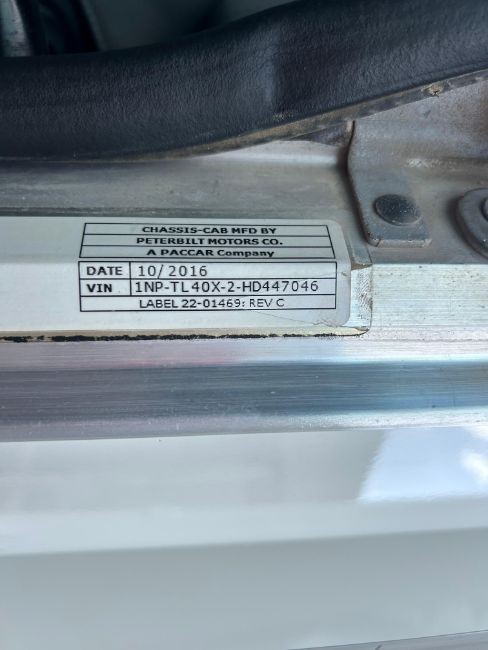 CHASSIS-CAB MFD BY
PETERBILT MOTORS CO.
A PACCAR Company
DATE 10/2016
VIN 1NP-TL40X-2-HD447046
LABEL 22-01469: REV C